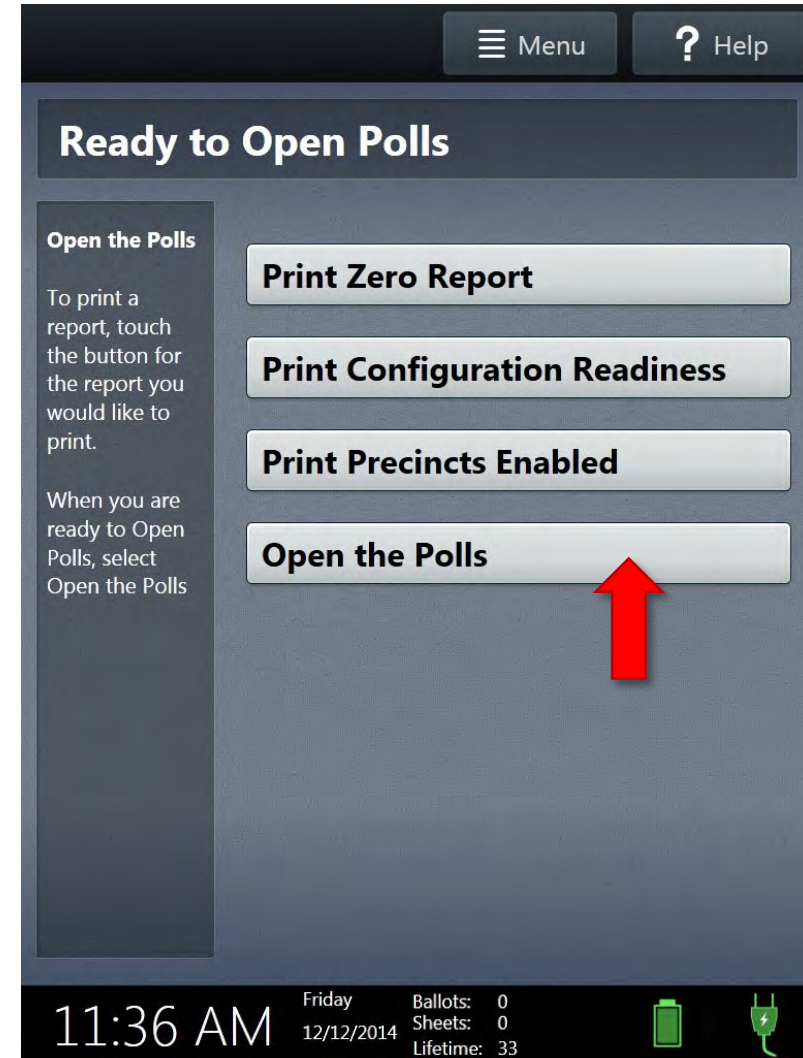 Menu
? Help
Ready to Open Polls
Open the Polls
To print a
report, touch
the button for
the report you
would like to
print.
When you are
ready to Open
Polls, select
Open the Polls
Print Zero Report
Print Configuration Readiness
Print Precincts Enabled
Open the Polls
11:36 AM
Friday
12/12/2014
Ballots: 0
Sheets: 0
Lifetime: 33